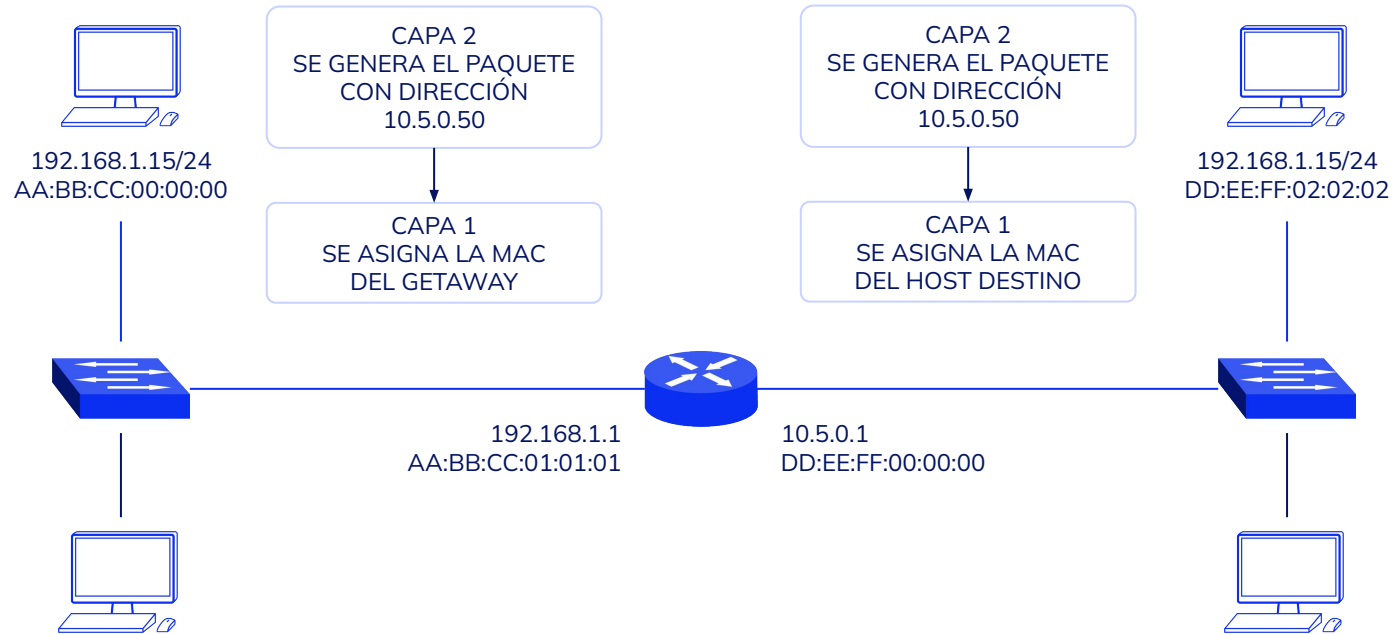 CAPA 2
SE GENERA EL PAQUETE
CON DIRECCIÓN
10.5.0.50
CAPA 2
SE GENERA EL PAQUETE
CON DIRECCIÓN
10.5.0.50
192.168.1.15/24
AA:BB:CC:00:00:00
192.168.1.15/24
DD:EE:FF:02:02:02
CAPA 1
SE ASIGNA LA MAC
DEL GETAWAY
CAPA 1
SE ASIGNA LA MAC
DEL HOST DESTINO
192.168.1.1
AA:BB:CC:01:01:01
10.5.0.1
DD:EE:FF:00:00:00